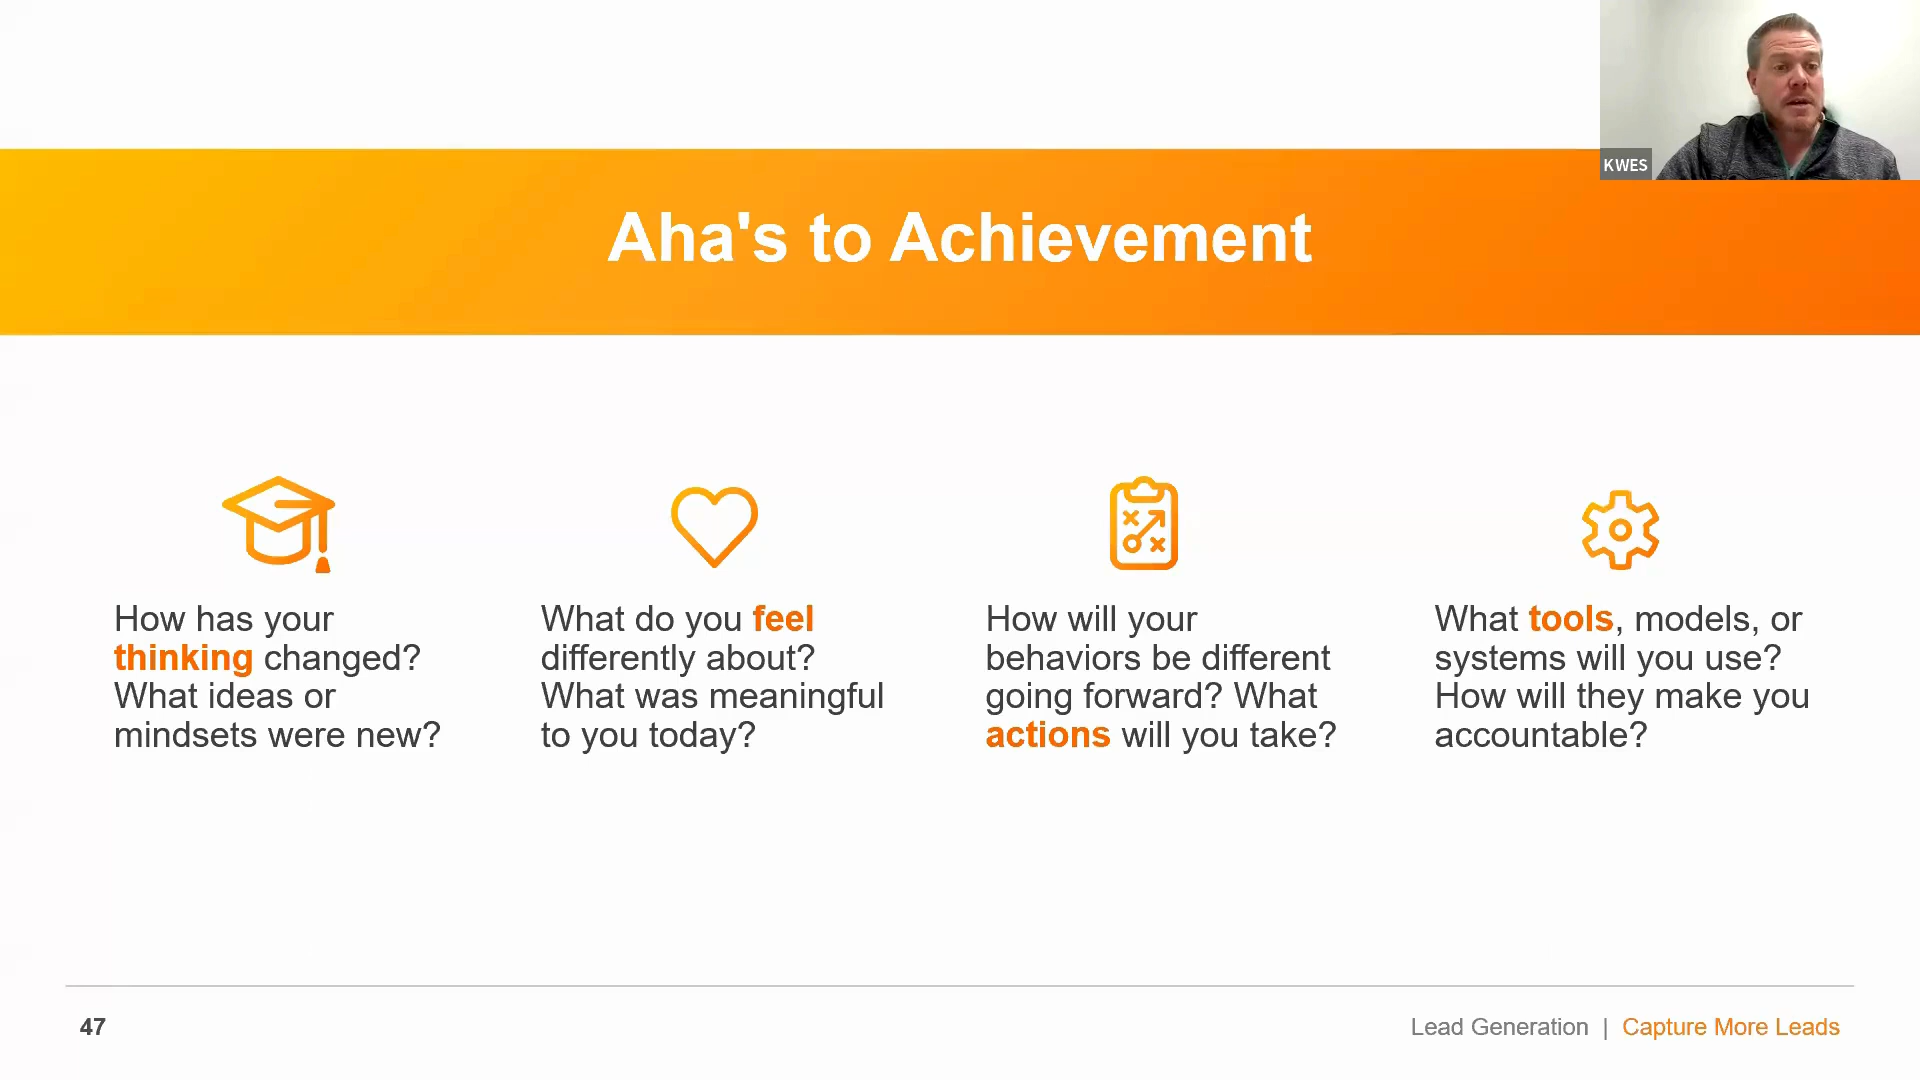 KWES
Aha's to Achievement
How has your
thinking changed?
What ideas or
mindsets were new?
What do you feel
differently about?
What was meaningful
to you today?
How will your
behaviors be different
going forward? What
actions will you take?
What tools, models, or
systems will you use?
How will they make you
accountable?
47
Lead Generation | Capture More Leads